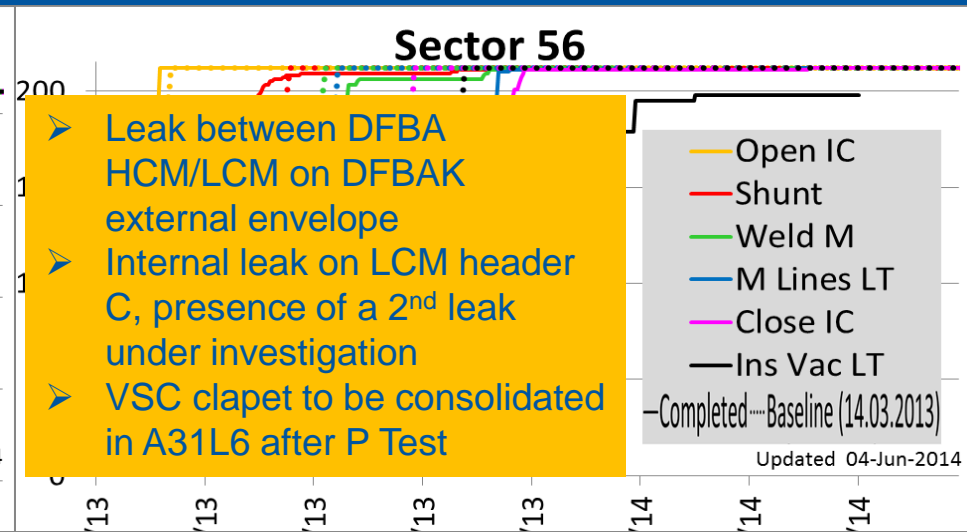 Sector 56
200
➢ Leak between DFBA
HCM/LCM on DFBAK
external envelope
➢ Internal leak on LCM header
C, presence of a 2nd leak
under investigation
➢ VSC clapet to be consolidated
in A31L6 after P Test
Open IC
Shunt
Weld M
M Lines LT
Close IC
Ins Vac LT
Completed Baseline (14.03.2013)
Updated 04-Jun-2014
0
/13
/13
/13
/13
/13
/14
/14
/14